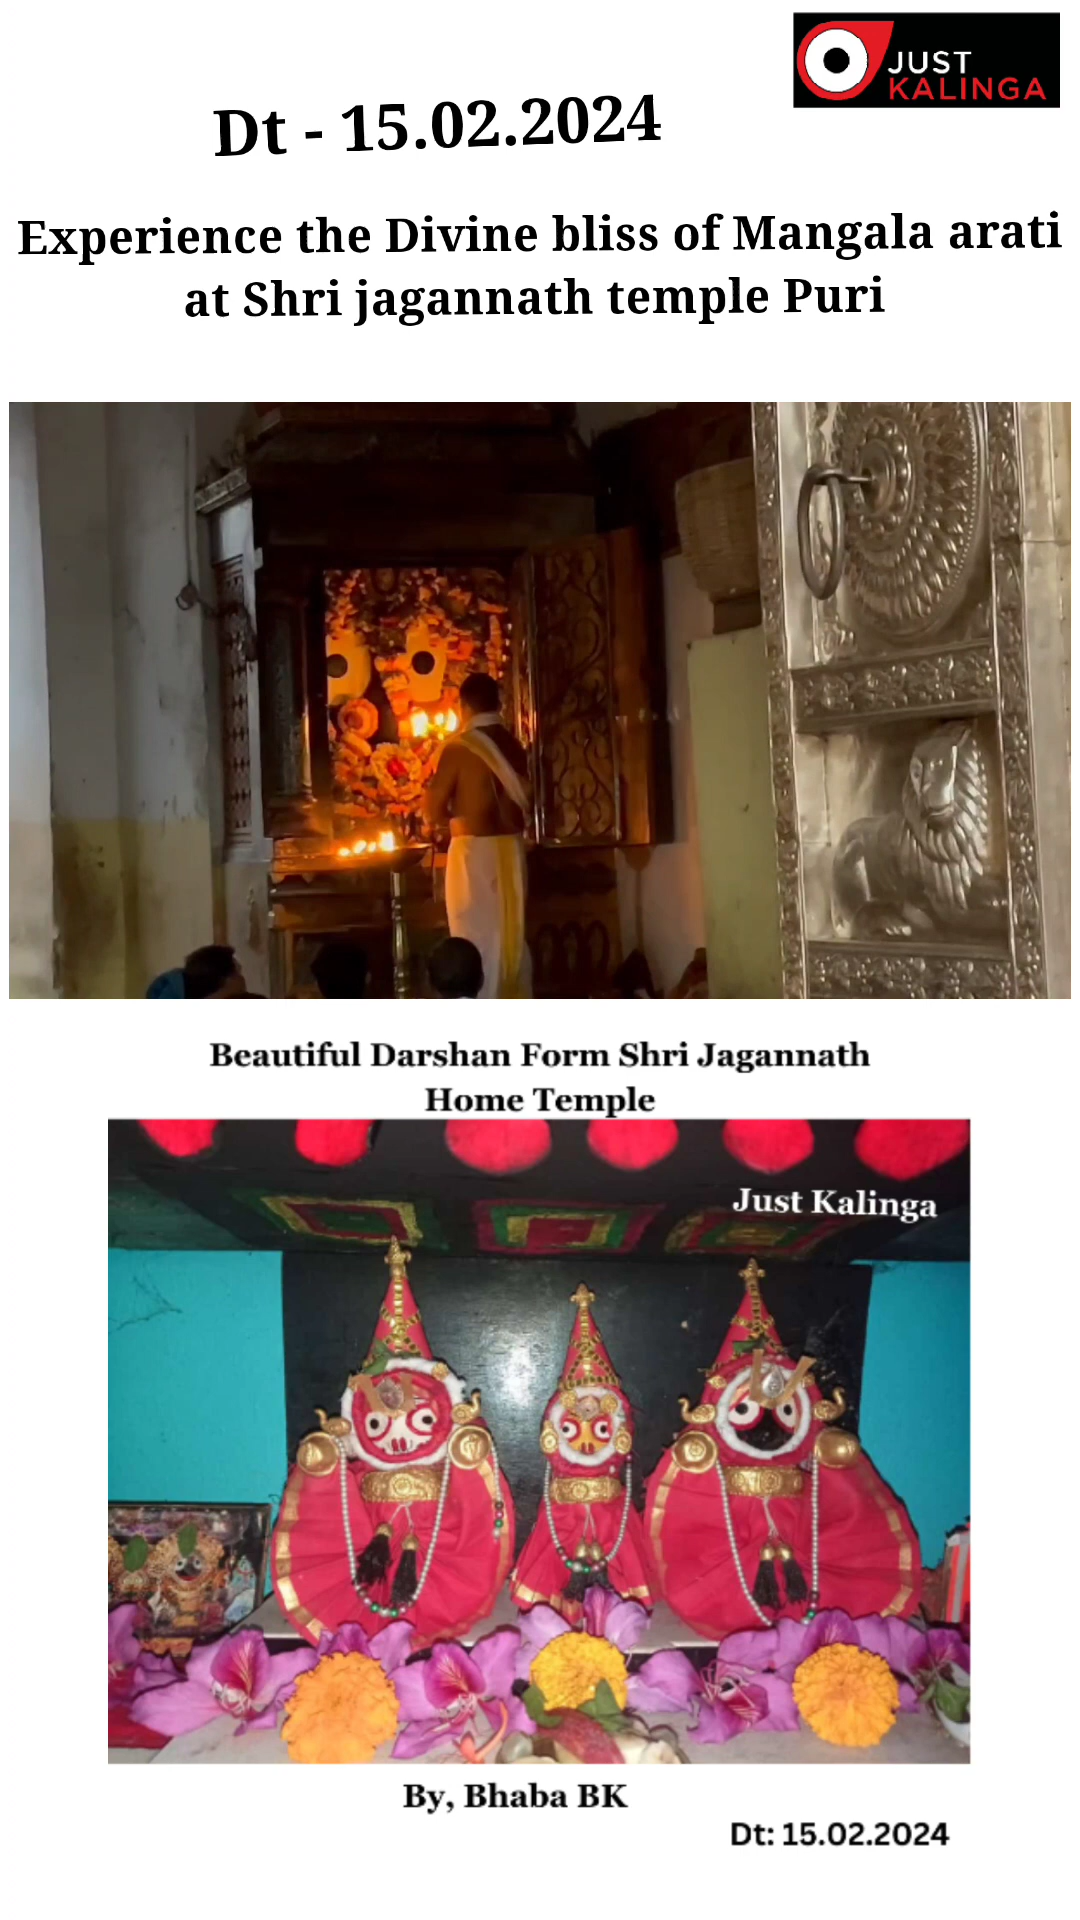 JUST
KALINGA
Dt - 15.02.2024
Experience the Divine bliss of Mangala arati
at Shri jagannath temple Puri
Beautiful Darshan Form Shri Jagannath
Home Temple
Just Kalinga
By, Bhaba BK
Dt: 15.02.2024